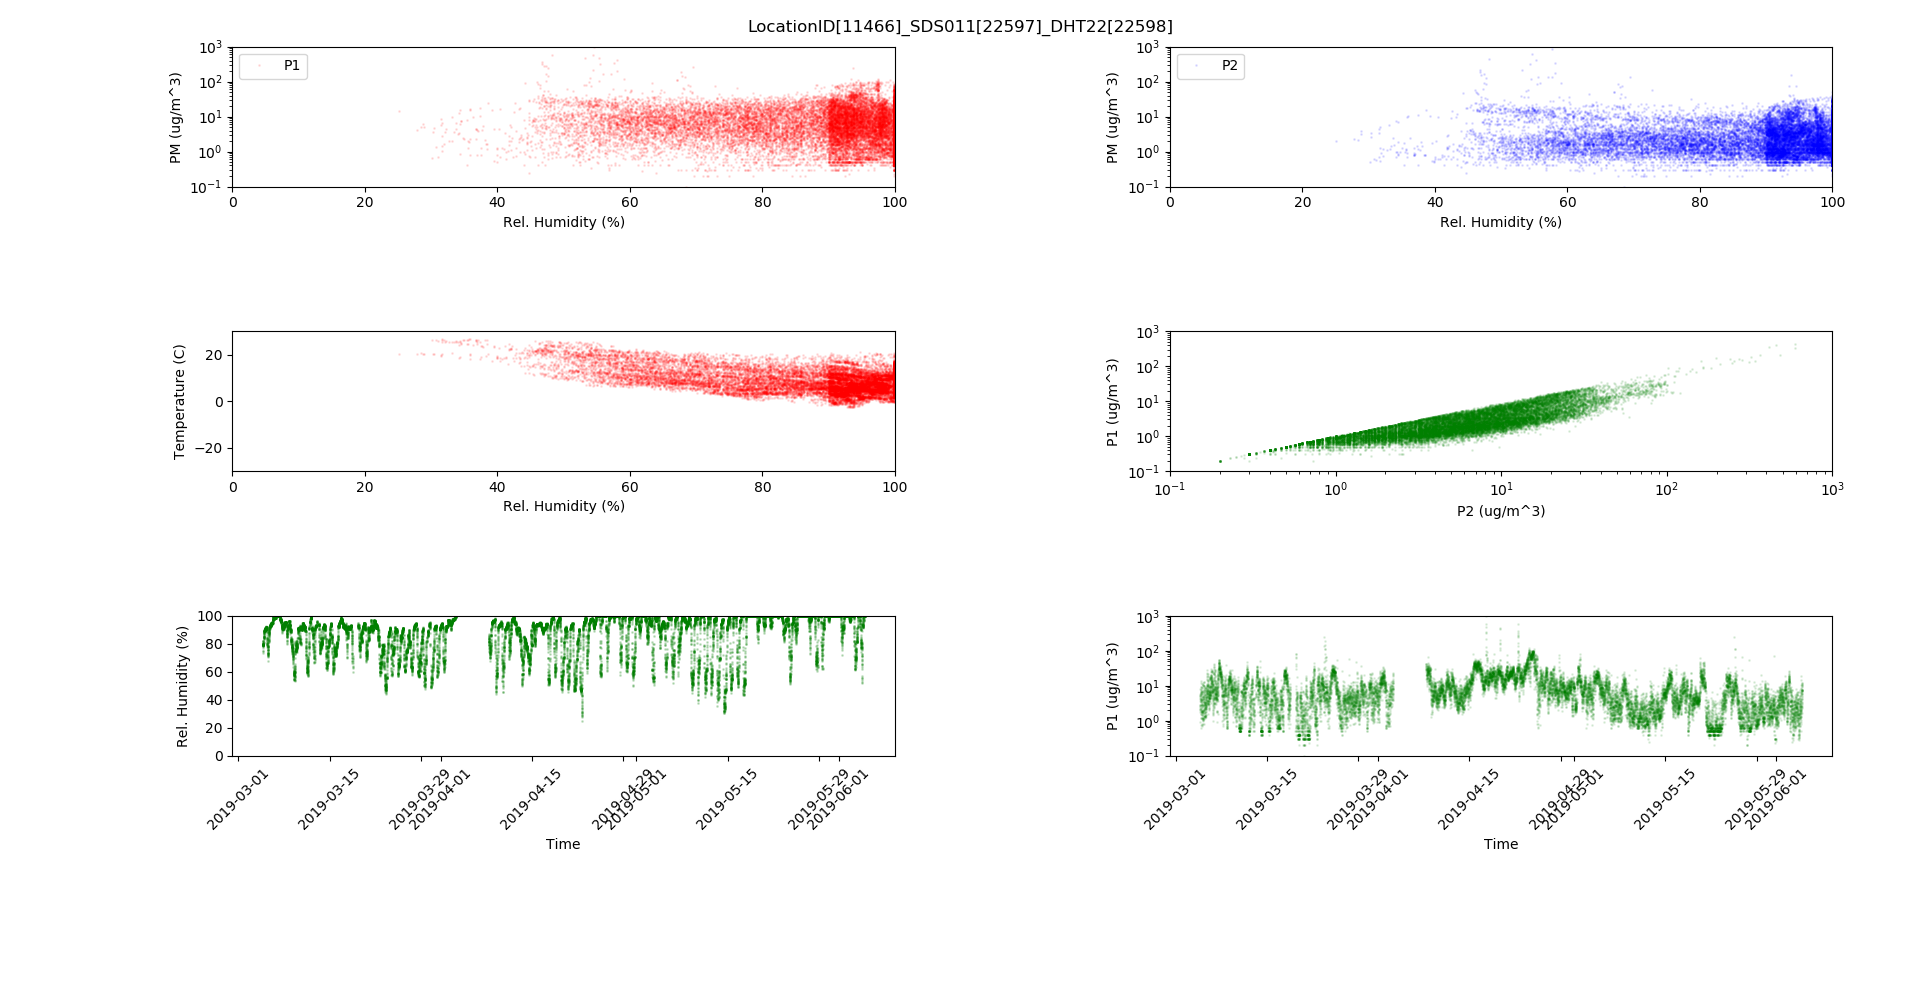 LocationID[11466]_SDS011[22597]_DHT22[22598]
PM (ug/m^3)
10^3
10^2
10^1
10^0
10^-1
P1
0 20 40 60 80 100
Rel. Humidity (%)
PM (ug/m^3)
10^3
10^2
10^1
10^0
10^-1
P2
0 20 40 60 80 100
Rel. Humidity (%)
Temperature (C)
20
0
−20
0 20 40 60 80 100
Rel. Humidity (%)
P1 (ug/m^3)
10^3
10^2
10^1
10^0
10^-1
10^-1 10^0 10^1 10^2 10^3
P2 (ug/m^3)
Rel. Humidity (%)
100
80
60
40
20
0
2019-03-01
2019-03-15
2019-03-29
2019-04-01
2019-04-15
2019-04-29
2019-05-01
2019-05-15
2019-05-29
2019-06-01
Time
P1 (ug/m^3)
10^3
10^2
10^1
10^0
10^-1
2019-03-01
2019-03-15
2019-03-29
2019-04-01
2019-04-15
2019-04-29
2019-05-01
2019-05-15
2019-05-29
2019-06-01
Time